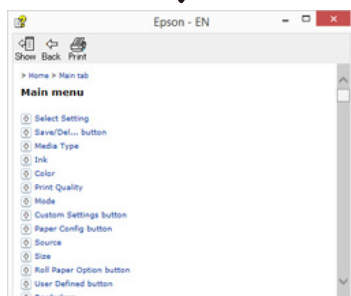 Epson - EN
Show Back Print
> Home > Main tab
Main menu
Select Setting
Save/Del... button
Media Type
Ink
Color
Print Quality
Mode
Custom Settings button
Paper Config button
Source
Size
Roll Paper Option button
User Defined button